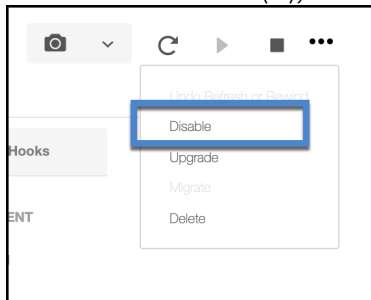 Undo Refresh or Rewind
Disable
Hooks
Upgrade
Migrate
ENT
Delete